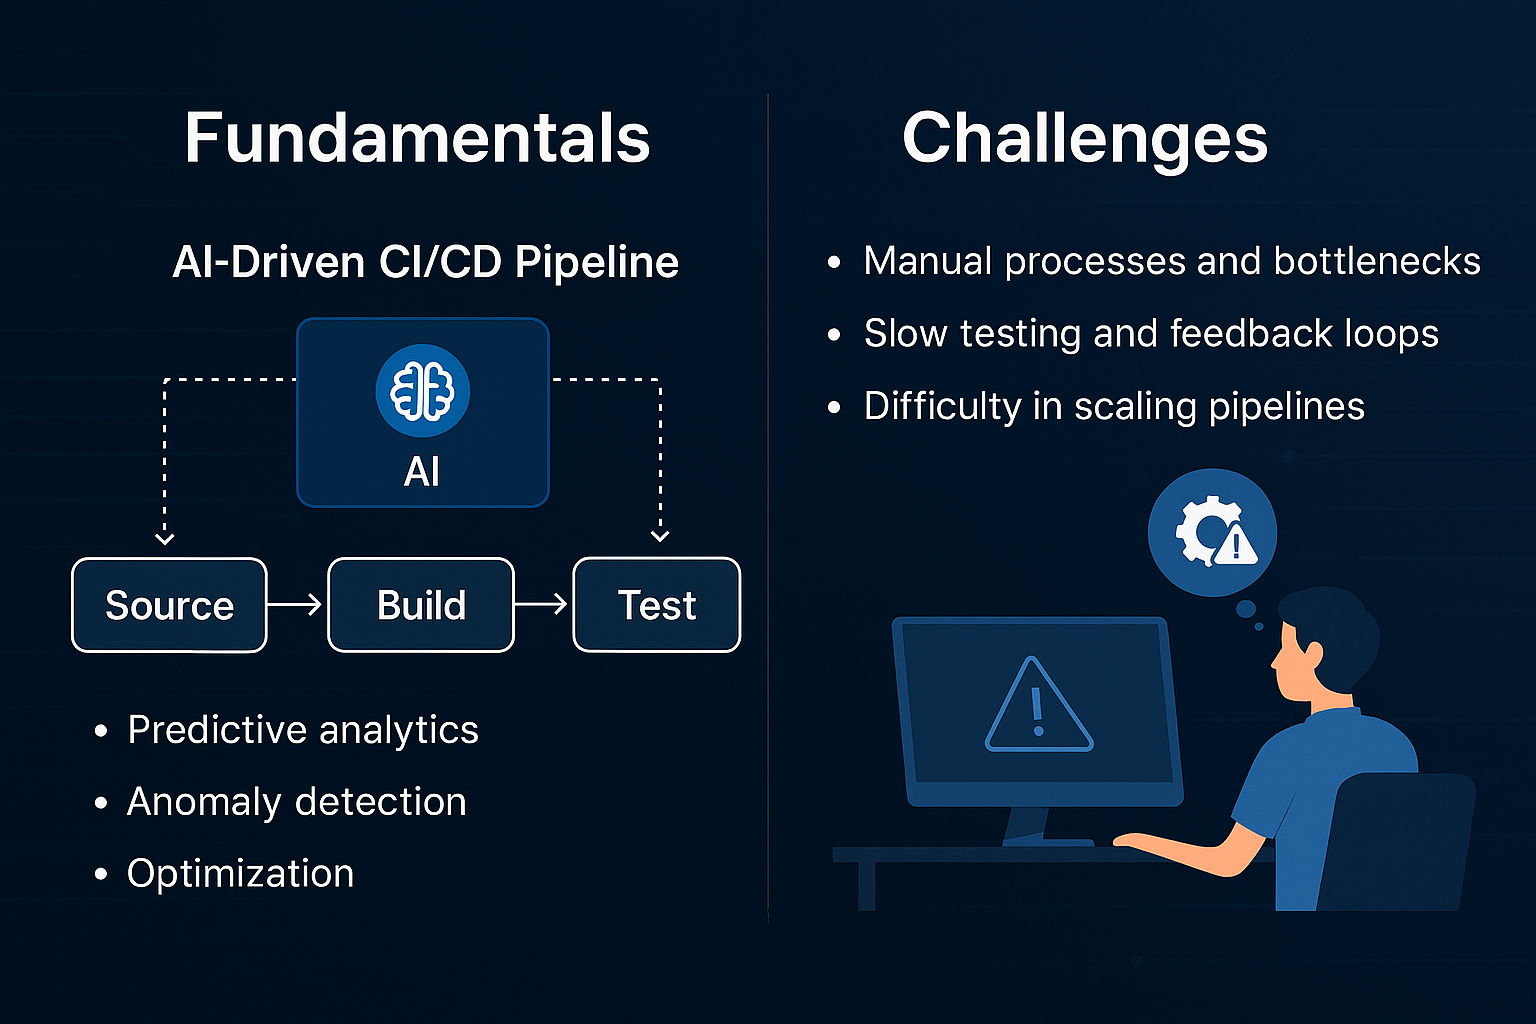 Fundamentals
AI-Driven CI/CD Pipeline
AI
Source
Build
Test
• Predictive analytics
• Anomaly detection
• Optimization
Challenges
• Manual processes and bottlenecks
• Slow testing and feedback loops
• Difficulty in scaling pipelines